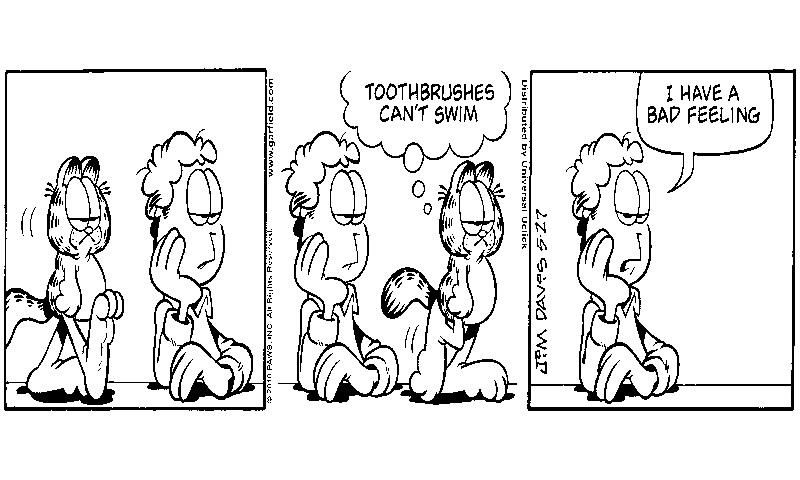 www.garfield.com
© 2010 PAWS, INC. All Rights Reserved.
TOOTHBRUSHES
CAN'T SWIM
Distributed by Universal Uclick
JIM DAVIS 5-27
I HAVE A
BAD FEELING